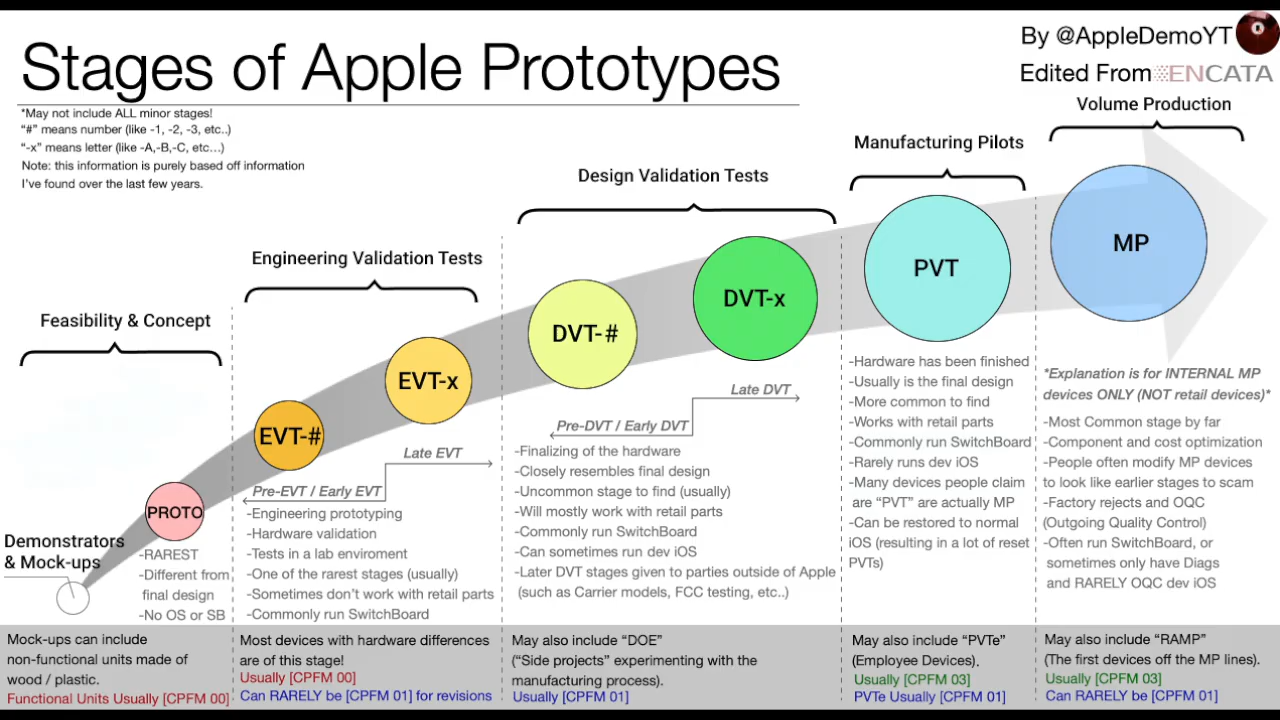 Stages of Apple Prototypes
By @AppleDemoYT
Edited From ENCATA
*May not include ALL minor stages!
“#” means number (like -1, -2, -3, etc..)
“-x” means letter (like -A,-B,-C, etc...)
Note: this information is purely based off information
I've found over the last few years.
Feasibility & Concept
Engineering Validation Tests
Design Validation Tests
Manufacturing Pilots
Volume Production
PROTO
EVT-#
EVT-x
DVT-#
DVT-x
PVT
MP
Demonstrators
& Mock-ups
-RAREST
-Different from
final design
-No OS or SB
Late EVT
Pre-EVT / Early EVT
-Engineering prototyping
-Hardware validation
-Tests in a lab enviroment
-One of the rarest stages (usually)
-Sometimes don't work with retail parts
-Commonly run SwitchBoard
Late DVT
Pre-DVT / Early DVT
-Finalizing of the hardware
-Closely resembles final design
-Uncommon stage to find (usually)
-Will mostly work with retail parts
-Commonly run SwitchBoard
-Can sometimes run dev iOS
-Later DVT stages given to parties outside of Apple
(such as Carrier models, FCC testing, etc..)
-Hardware has been finished
-Usually is the final design
-More common to find
-Works with retail parts
-Commonly run SwitchBoard
-Rarely runs dev iOS
-Many devices people claim
are “PVT” are actually MP
-Can be restored to normal
iOS (resulting in a lot of reset
PVTs)
*Explanation is for INTERNAL MP
devices ONLY (NOT retail devices)*
-Most Common stage by far
-Component and cost optimization
-People often modify MP devices
to look like earlier stages to scam
-Factory rejects and OQC
(Outgoing Quality Control)
-Often run SwitchBoard, or
sometimes only have Diags
and RARELY OQC dev iOS
Mock-ups can include
non-functional units made of
wood / plastic.
Functional Units Usually [CPFM 00]
Most devices with hardware differences
are of this stage!
Usually [CPFM 00]
Can RARELY be [CPFM 01] for revisions
May also include “DOE”
(“Side projects” experimenting with the
manufacturing process).
Usually [CPFM 01]
May also include “PVTe”
(Employee Devices).
Usually [CPFM 03]
PVTe Usually [CPFM 01]
May also include “RAMP”
(The first devices off the MP lines).
Usually [CPFM 03]
Can RARELY be [CPFM 01]